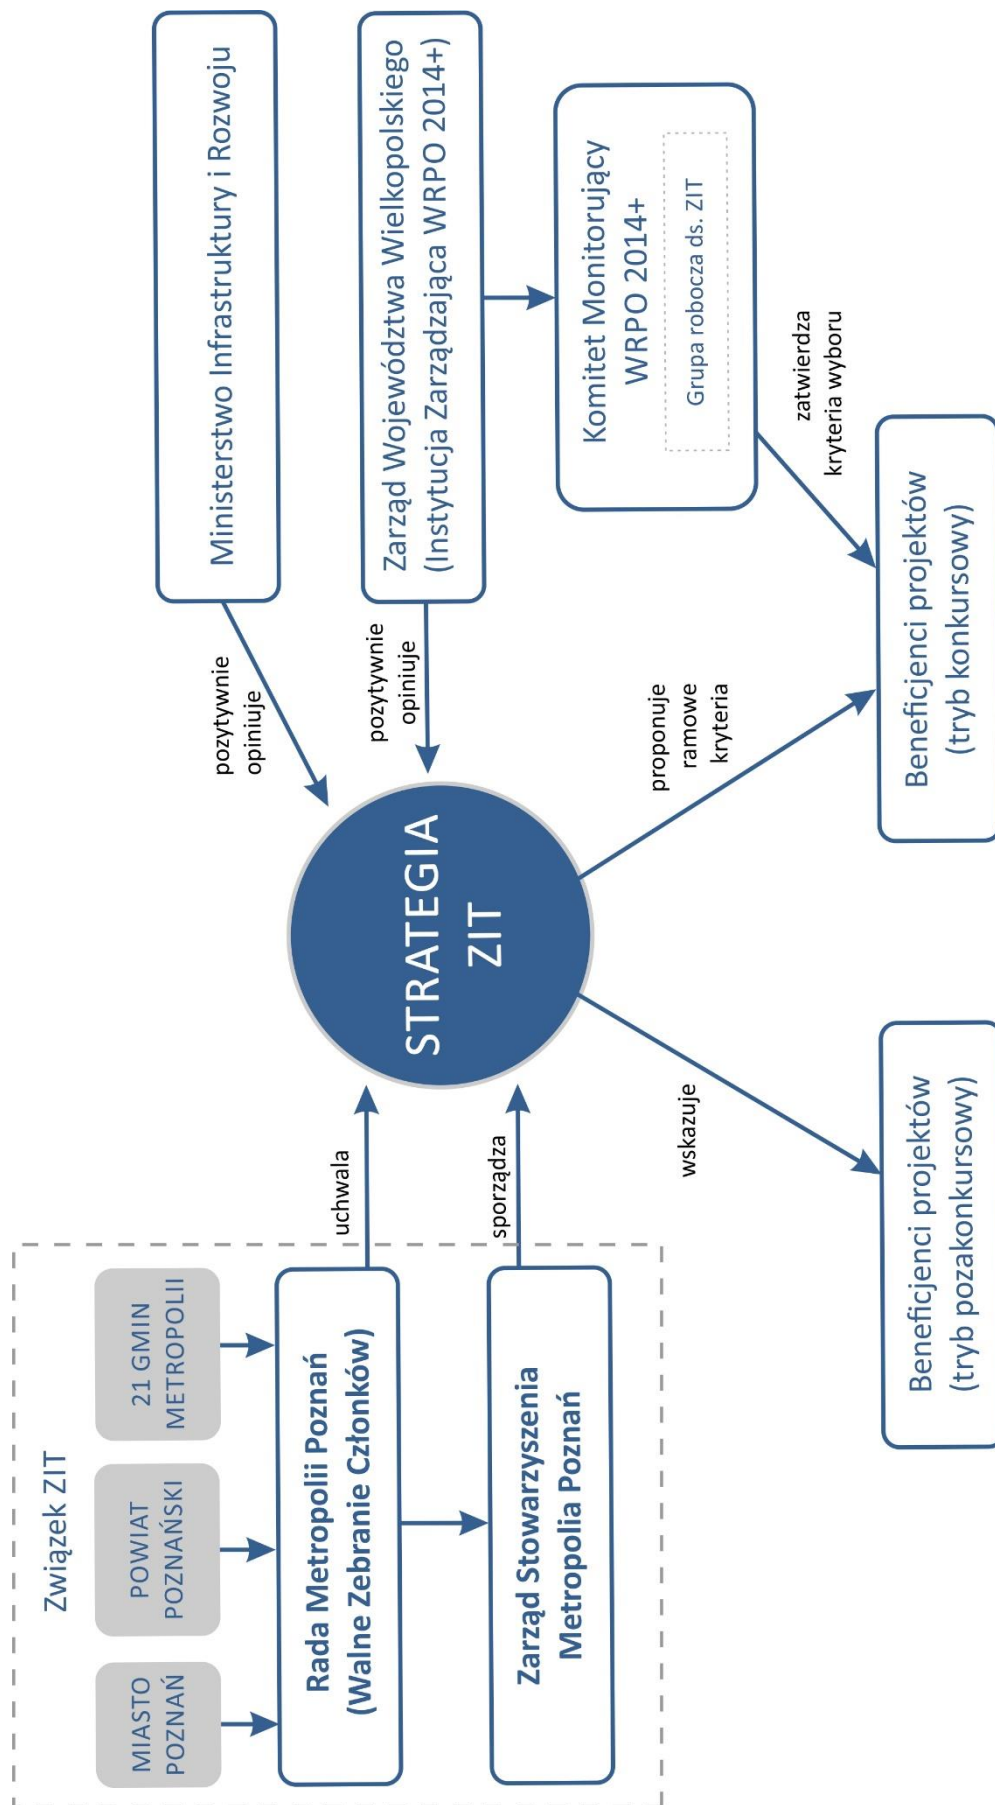 Związek ZIT
MIASTO
POZNAŃ
POWIAT
POZNAŃSKI
21 GMIN
METROPOLII
Rada Metropolii Poznań
(Walne Zebranie Członków)
Zarząd Stowarzyszenia
Metropolia Poznań
uchwala
sporządza
STRATEGIA
ZIT
pozytywnie
opiniuje
pozytywnie
opiniuje
Ministerstwo Infrastruktury i Rozwoju
Zarząd Województwa Wielkopolskiego
(Instytucja Zarządzająca WRPO 2014+)
Komitet Monitorujący
WRPO 2014+
Grupa robocza ds. ZIT
wskazuje
proponuje
ramowe
kryteria
zatwierdza
kryteria wyboru
Beneficjenci projektów
(tryb pozakonkursowy)
Beneficjenci projektów
(tryb konkursowy)